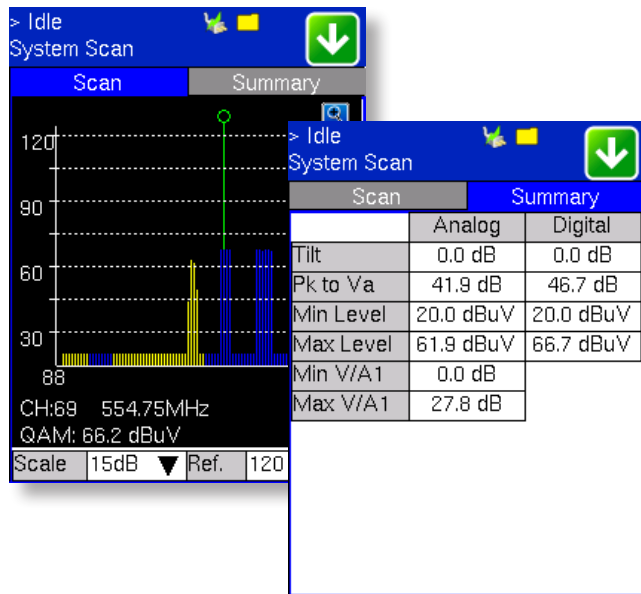 > Idle
System Scan
Scan Summary
120
90
60
30
88
CH:69 554.75MHz
QAM: 66.2 dBuV
Scale 15dB ▼ Ref. 120
> Idle
System Scan
Scan Summary
Analog Digital
Tilt 0.0 dB 0.0 dB
Pk to Va 41.9 dB 46.7 dB
Min Level 20.0 dBuV 20.0 dBuV
Max Level 61.9 dBuV 66.7 dBuV
Min V/A1 0.0 dB
Max V/A1 27.8 dB